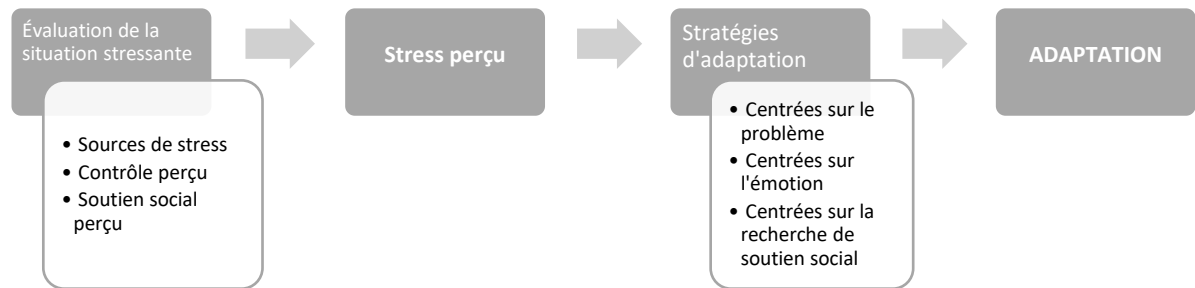 Évaluation de la
situation stressante
• Sources de stress
• Contrôle perçu
• Soutien social
perçu
Stress perçu
Stratégies
d'adaptation
• Centrées sur le
problème
• Centrées sur
l'émotion
• Centrées sur la
recherche de
soutien social
ADAPTATION